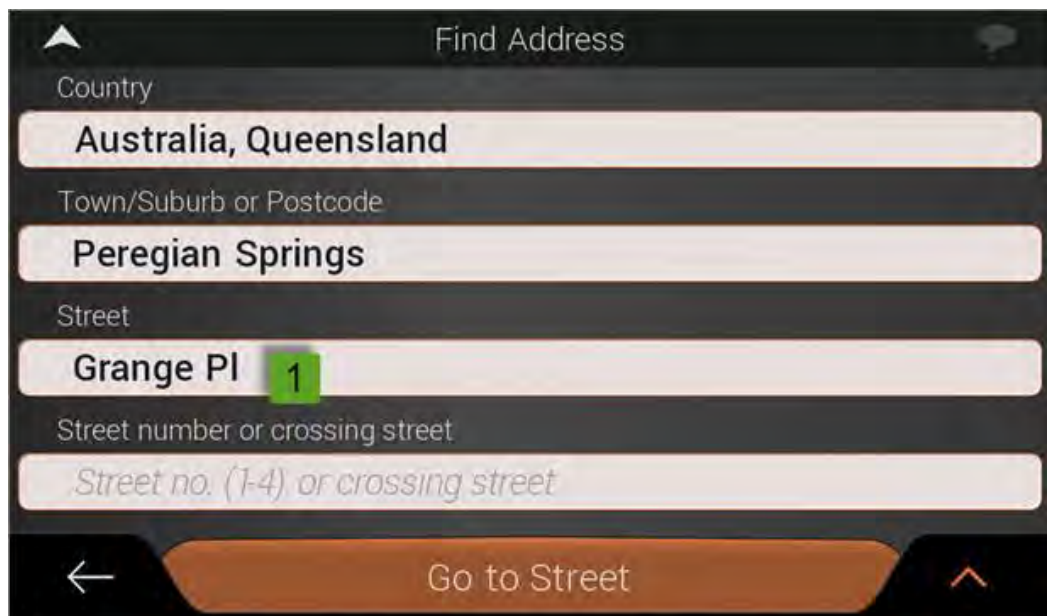 Find Address
Country
Australia, Queensland
Town/Suburb or Postcode
Peregian Springs
Street
Grange Pl 1
Street number or crossing street
Street no. (1-4) or crossing street
Go to Street